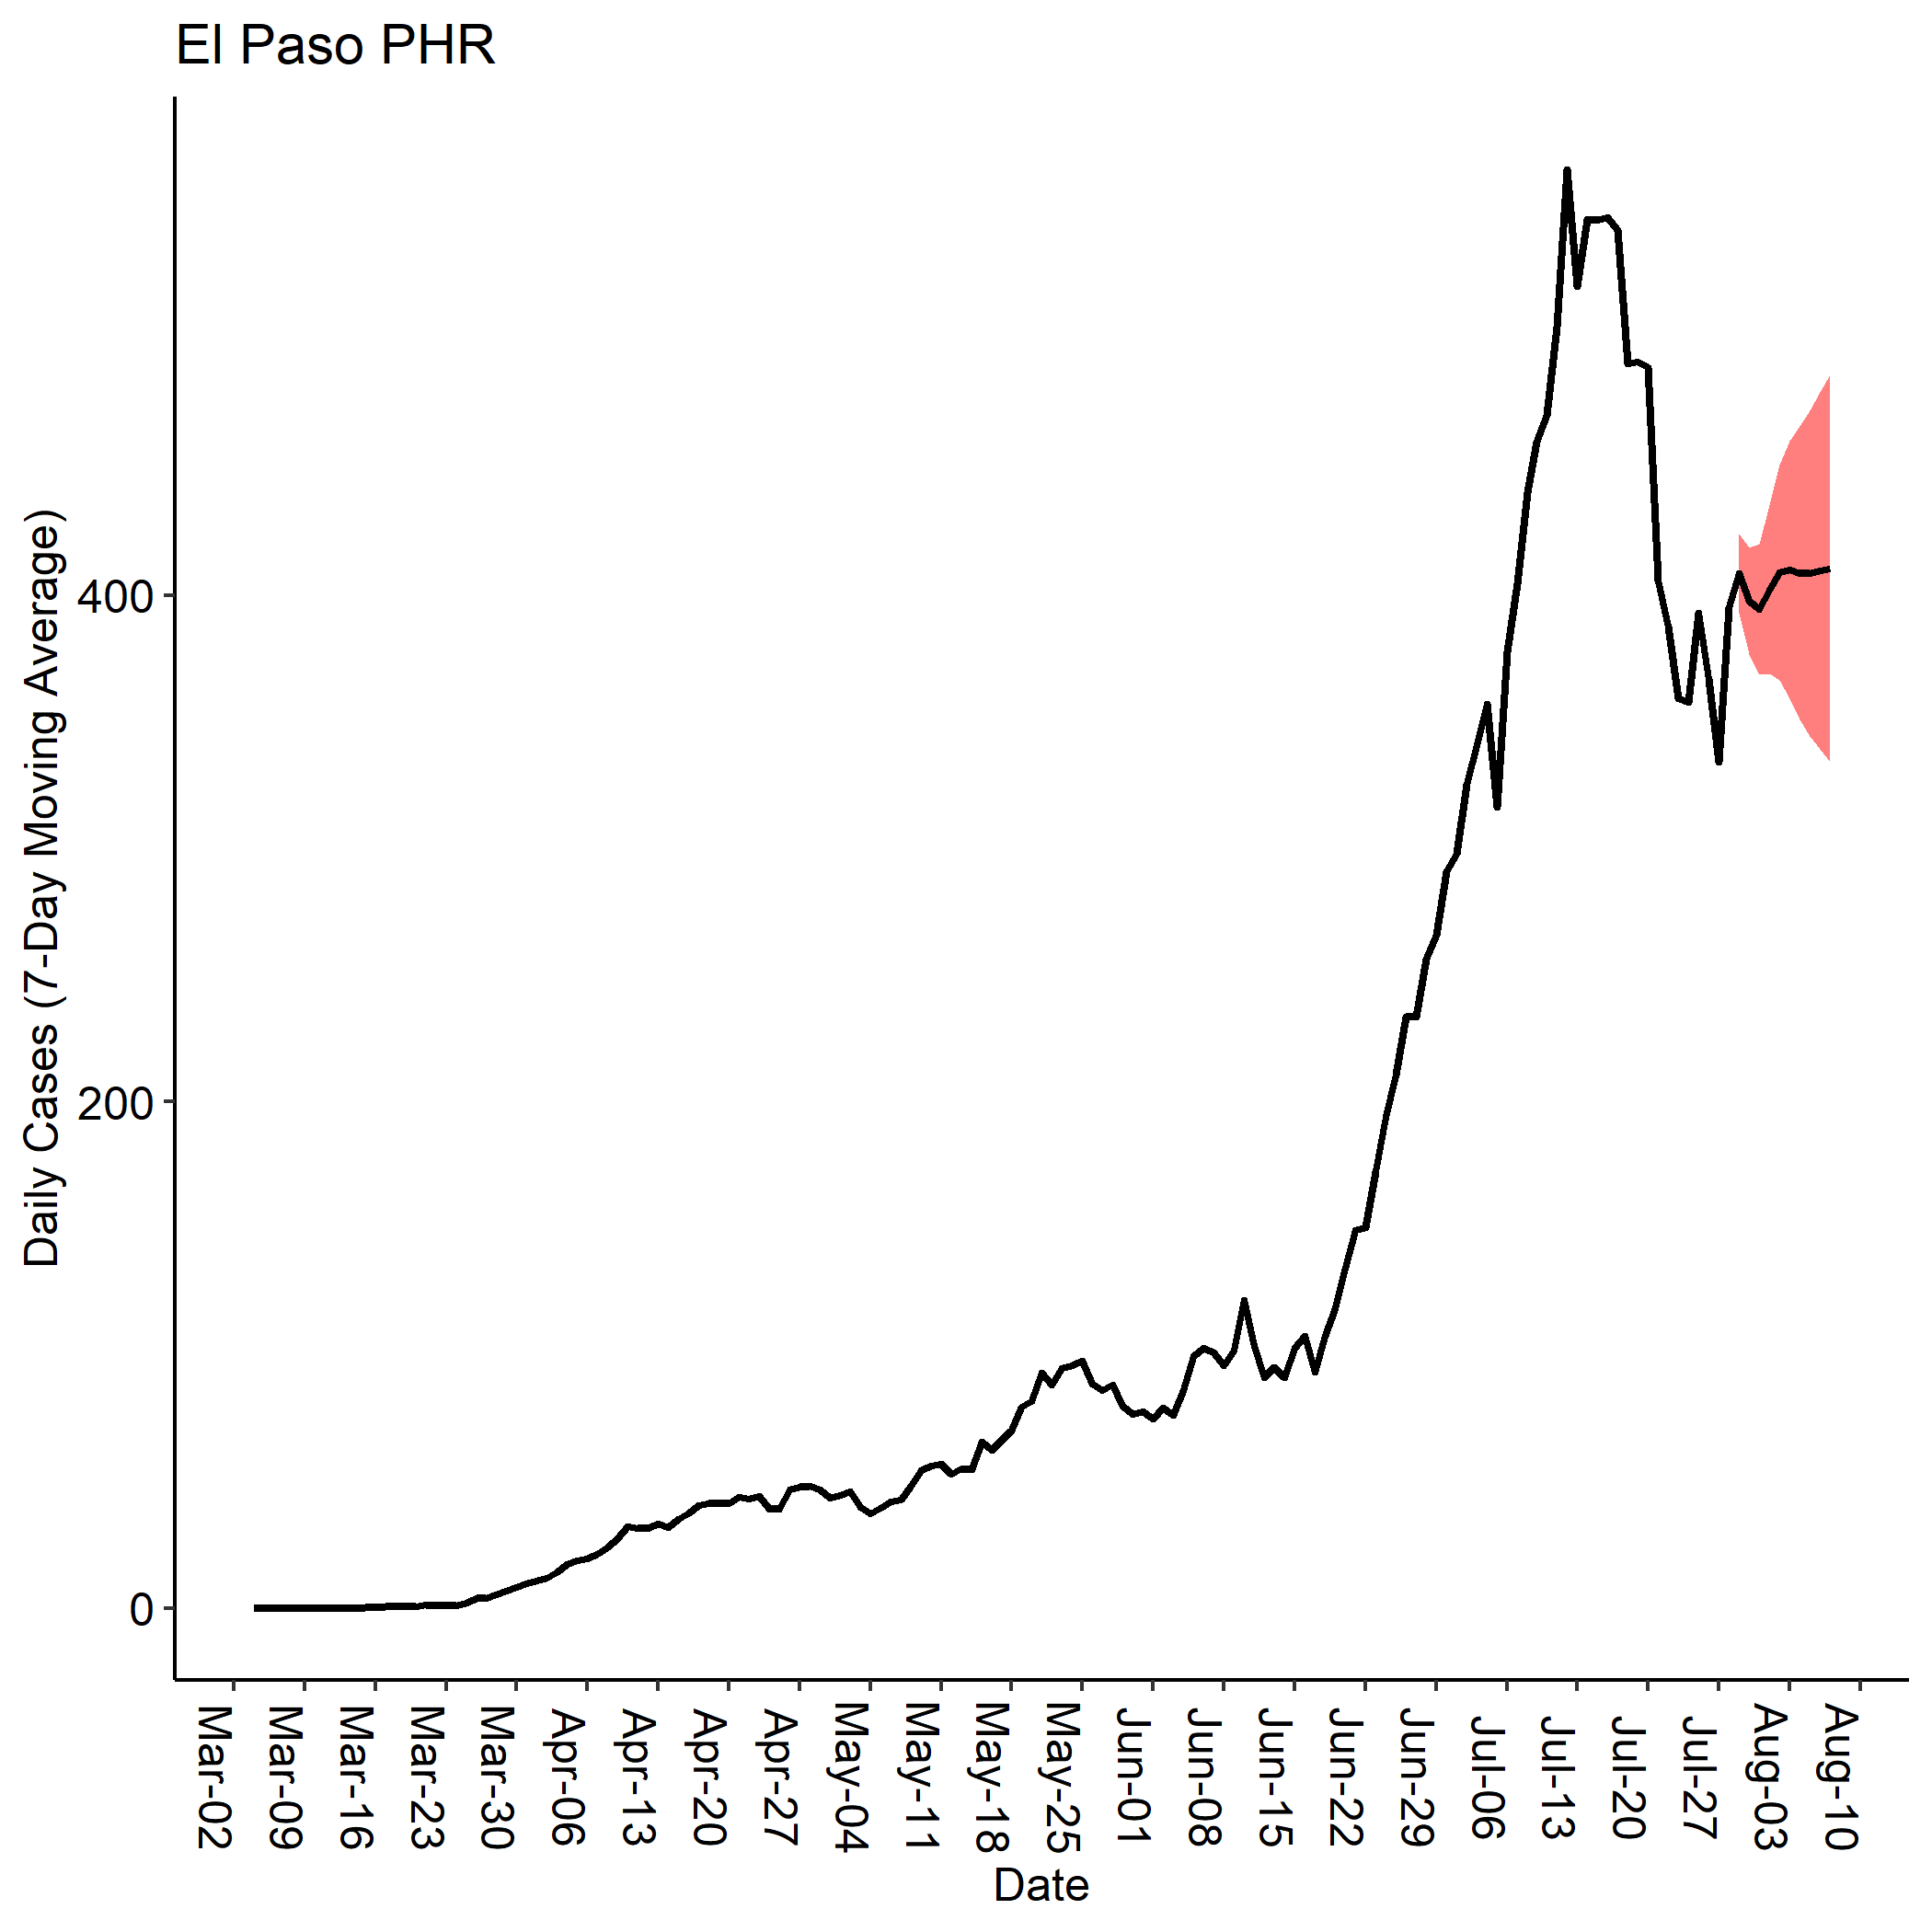 El Paso PHR
Daily Cases (7-Day Moving Average)
400
200
0
Mar-02
Mar-09
Mar-16
Mar-23
Mar-30
Apr-06
Apr-13
Apr-20
Apr-27
May-04
May-11
May-18
May-25
Jun-01
Jun-08
Jun-15
Jun-22
Jun-29
Jul-06
Jul-13
Jul-20
Jul-27
Aug-03
Aug-10
Date